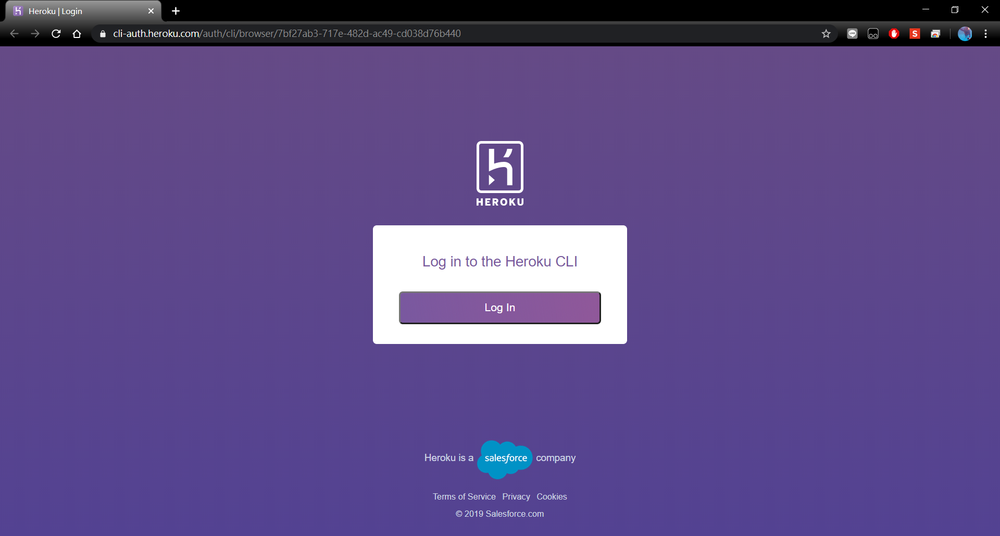 Heroku | Login
cli-auth.heroku.com/auth/cli/browser/7bf27ab3-717e-482d-ac49-cd038d76b440
LINE
S
HEROKU
Log in to the Heroku CLI
Log In
Heroku is a salesforce company
Terms of Service Privacy Cookies
© 2019 Salesforce.com